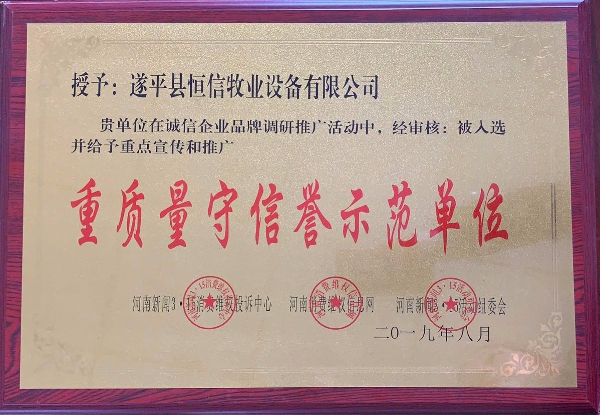 授予：遂平县恒信牧业设备有限公司
贵单位在诚信企业品牌调研推广活动中，经审核：被入选
并给予重点宣传和推广
重质量守信誉示范单位
河南新闻3·15消费维权投诉中心 河南消费维权信息网 河南新闻3·15活动组委会
二〇一九年八月